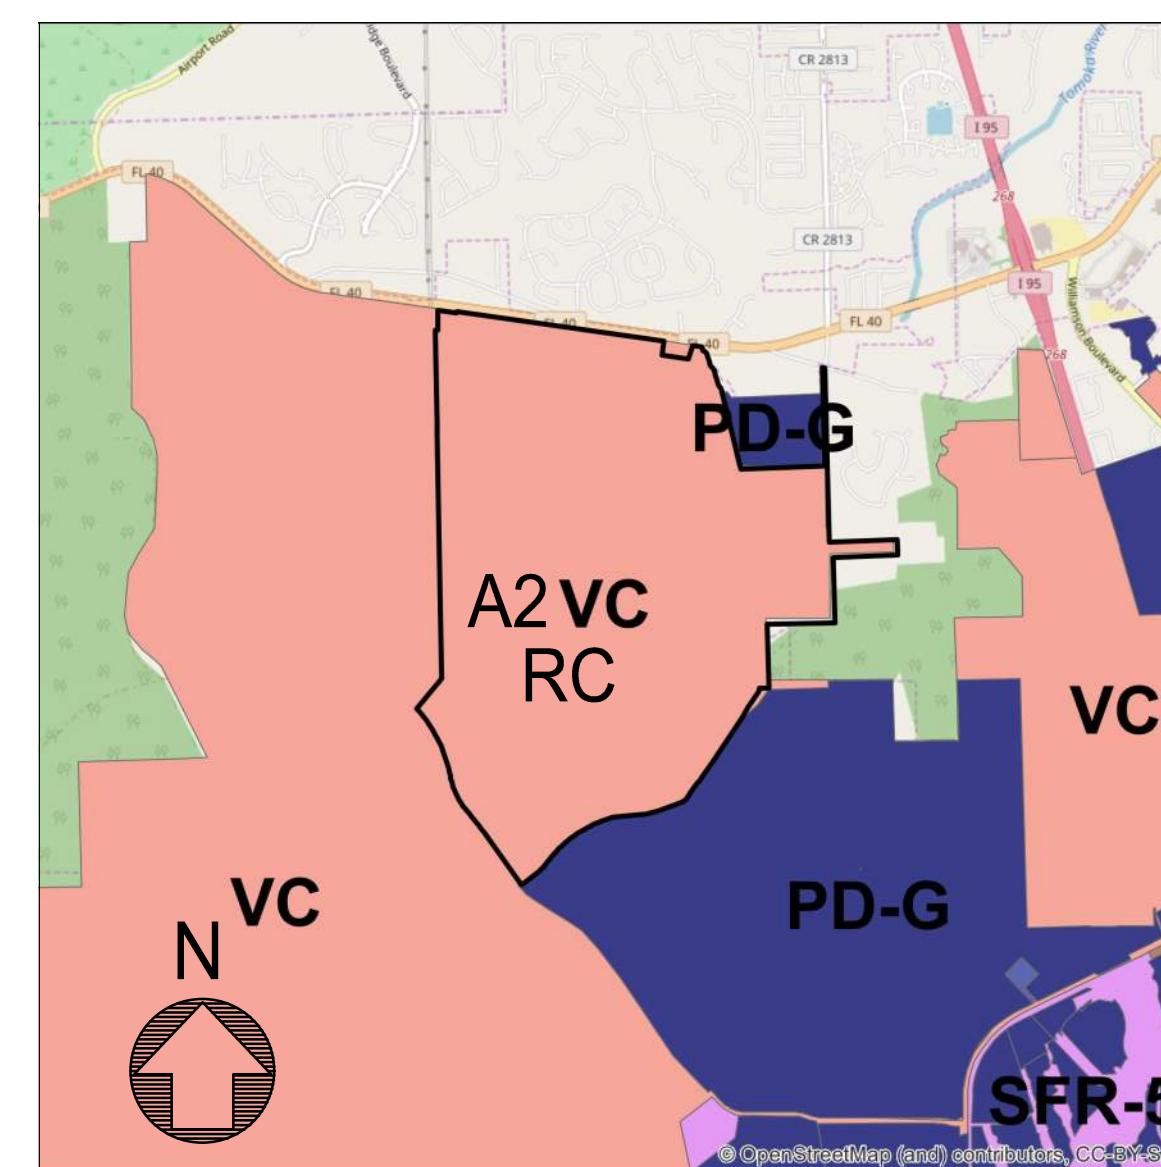 Airport Road
idge Boulevard
CR 2813
Tomoka River
I 95
FL 40
268
CR 2813
I 95
FL 40
FL 40
FL 40
FL 40
Williamson Boulevard
268
PD-G
A2 VC
RC
VC
VC
PD-G
N
SFR-5
© OpenStreetMap (and) contributors, CC-BY-S